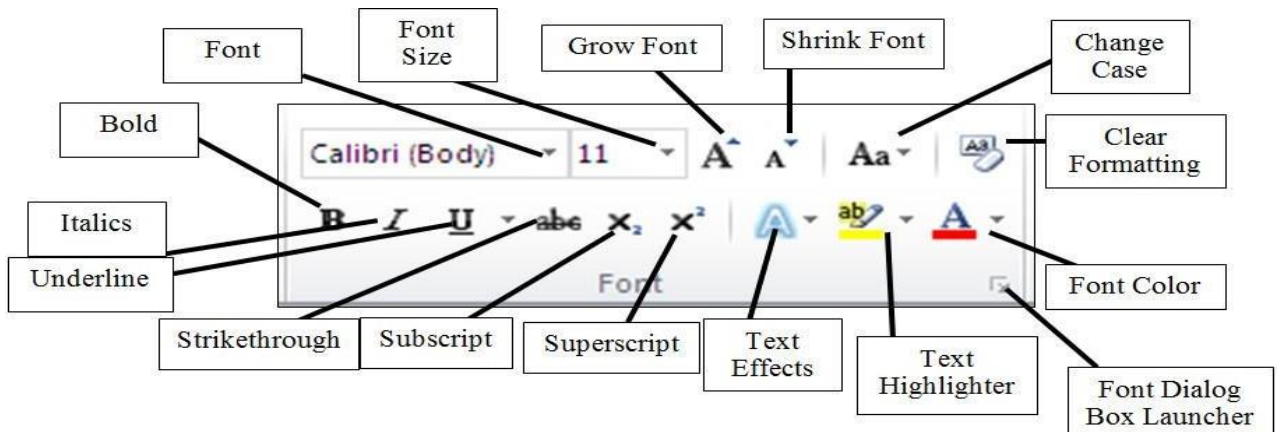 Font
Font
Size
Grow Font
Shrink Font
Change
Case
Bold
Calibri (Body)
11
A
A
Aa
Aa
Clear
Formatting
Italics
B
I
U
abc
x₂
x²
A
ab
A
Underline
Font
Font Color
Strikethrough
Subscript
Superscript
Text
Effects
Text
Highlighter
Font Dialog
Box Launcher